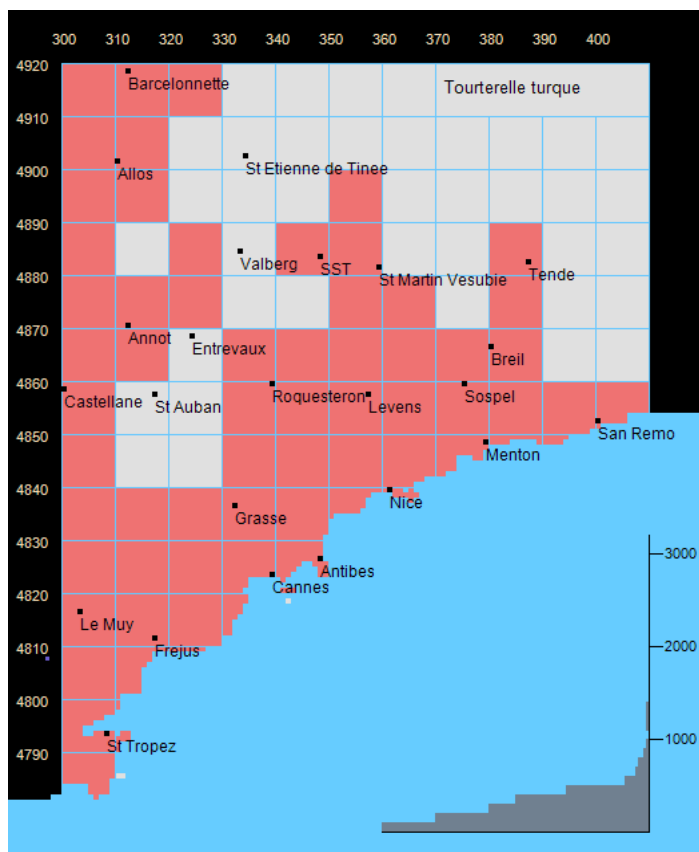 300 310 320 330 340 350 360 370 380 390 400
4920
Barcelonnette
Tourterelle turque
4910
4900
Allos
St Etienne de Tinee
4890
Valberg
SST
St Martin Vesubie
Tende
4880
4870
Annot
Entrevaux
Breil
4860
Castellane
St Auban
Roquesteron
Levens
Sospel
4850
San Remo
Menton
4840
Nice
Grasse
4830
Antibes
3000
Cannes
4820
Le Muy
4810
Frejus
2000
4800
St Tropez
1000
4790